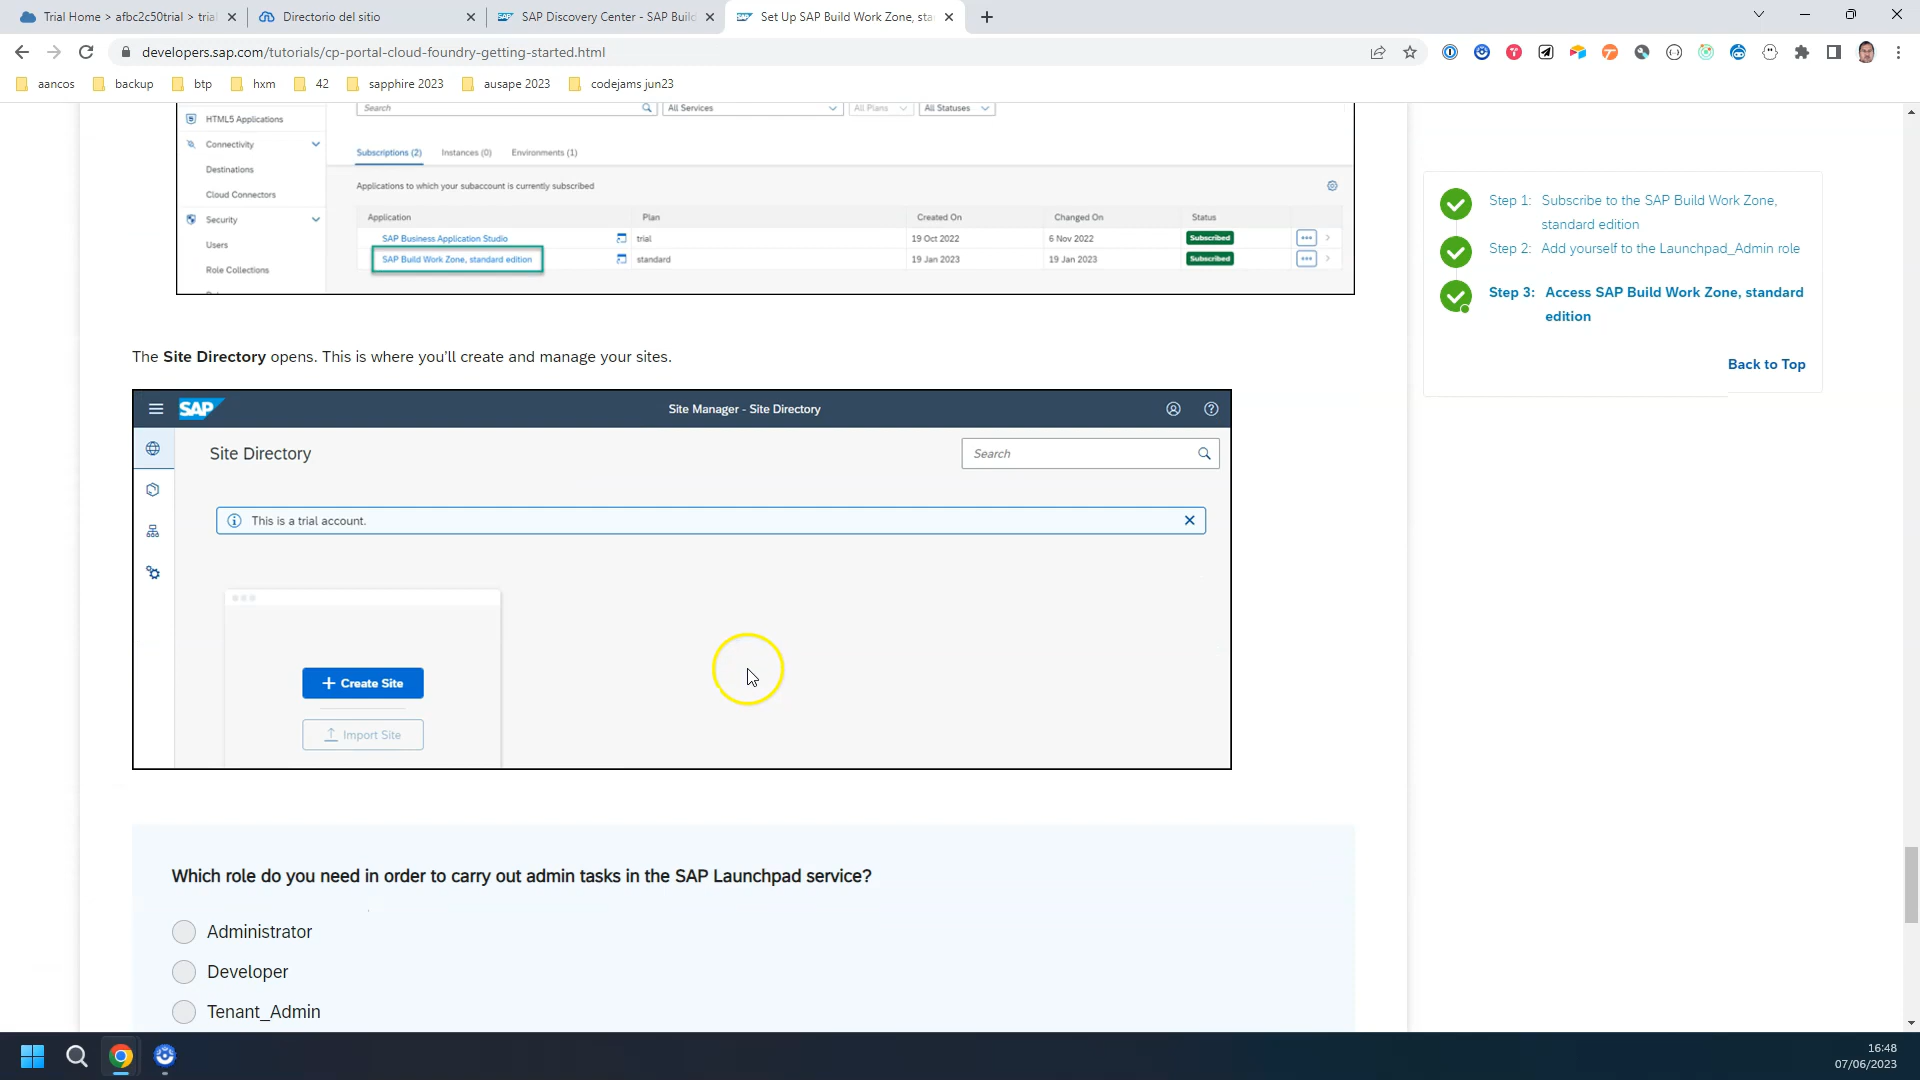 Trial Home > afbc2c50trial > trial
Directorio del sitio
SAP Discovery Center - SAP Build
Set Up SAP Build Work Zone, sta
developers.sap.com/tutorials/cp-portal-cloud-foundry-getting-started.html
aancos
backup
btp
hxm
42
sapphire 2023
ausape 2023
codejams jun23
Search
All Services
All Plans
All Statuses
HTML5 Applications
Connectivity
Destinations
Cloud Connectors
Security
Users
Role Collections
Subscriptions (2)
Instances (0)
Environments (1)
Applications to which your subaccount is currently subscribed
Application Plan Created On Changed On Status
SAP Business Application Studio trial 19 Oct 2022 6 Nov 2022 Subscribed
SAP Build Work Zone, standard edition standard 19 Jan 2023 19 Jan 2023 Subscribed
The Site Directory opens. This is where you'll create and manage your sites.
SAP
Site Manager - Site Directory
Site Directory
Search
This is a trial account.
+ Create Site
Import Site
Which role do you need in order to carry out admin tasks in the SAP Launchpad service?
Administrator
Developer
Tenant_Admin
Step 1: Subscribe to the SAP Build Work Zone,
standard edition
Step 2: Add yourself to the Launchpad_Admin role
Step 3: Access SAP Build Work Zone, standard
edition
Back to Top
16:48
07/06/2023